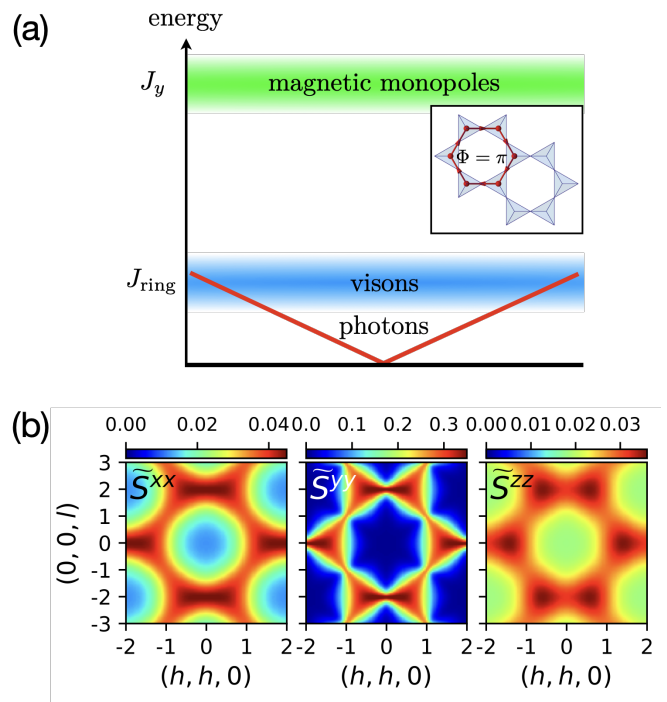 (a)
energy
J_y
magnetic monopoles
Φ = π
J_ring
visons
photons
(b)
0.00 0.02 0.04 0.0 0.1 0.2 0.3 0.00 0.01 0.02 0.03
S̃^xx S̃^yy S̃^zz
3
2
1
0
-1
-2
-3
(0, 0, l)
-2 -1 0 1 2 -2 -1 0 1 2 -2 -1 0 1 2
(h, h, 0) (h, h, 0) (h, h, 0)